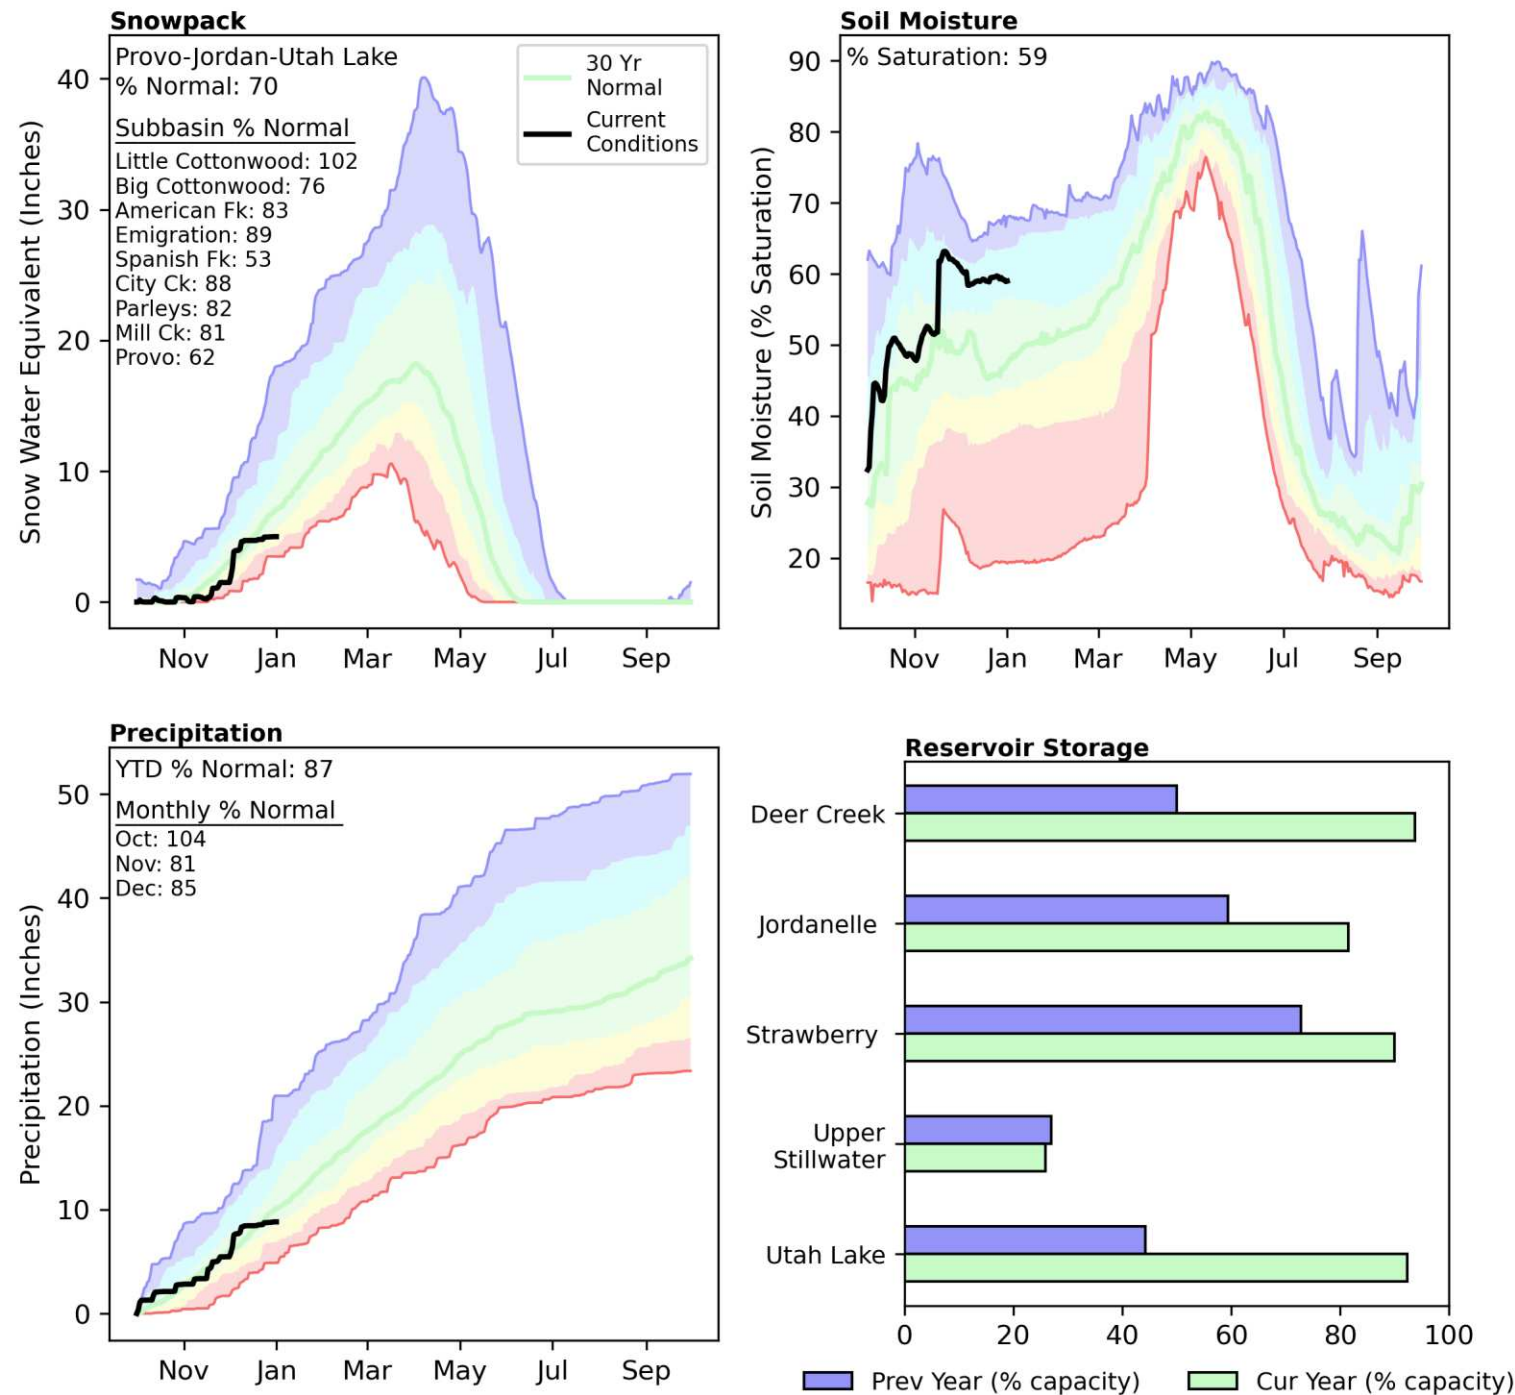 Snowpack
Provo-Jordan-Utah Lake
% Normal: 70
Subbasin % Normal
Little Cottonwood: 102
Big Cottonwood: 76
American Fk: 83
Emigration: 89
Spanish Fk: 53
City Ck: 88
Parleys: 82
Mill Ck: 81
Provo: 62
30 Yr
Normal
Current
Conditions
Snow Water Equivalent (Inches)
40
30
20
10
0
Nov Jan Mar May Jul Sep
Soil Moisture
% Saturation: 59
Soil Moisture (% Saturation)
90
80
70
60
50
40
30
20
Nov Jan Mar May Jul Sep
Precipitation
YTD % Normal: 87
Monthly % Normal
Oct: 104
Nov: 81
Dec: 85
Precipitation (Inches)
50
40
30
20
10
0
Nov Jan Mar May Jul Sep
Reservoir Storage
Deer Creek
Jordanelle
Strawberry
Upper
Stillwater
Utah Lake
0 20 40 60 80 100
Prev Year (% capacity) Cur Year (% capacity)